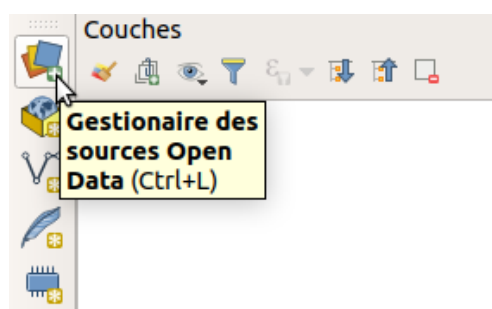 Couches
Gestionaire des
sources Open
Data (Ctrl+L)